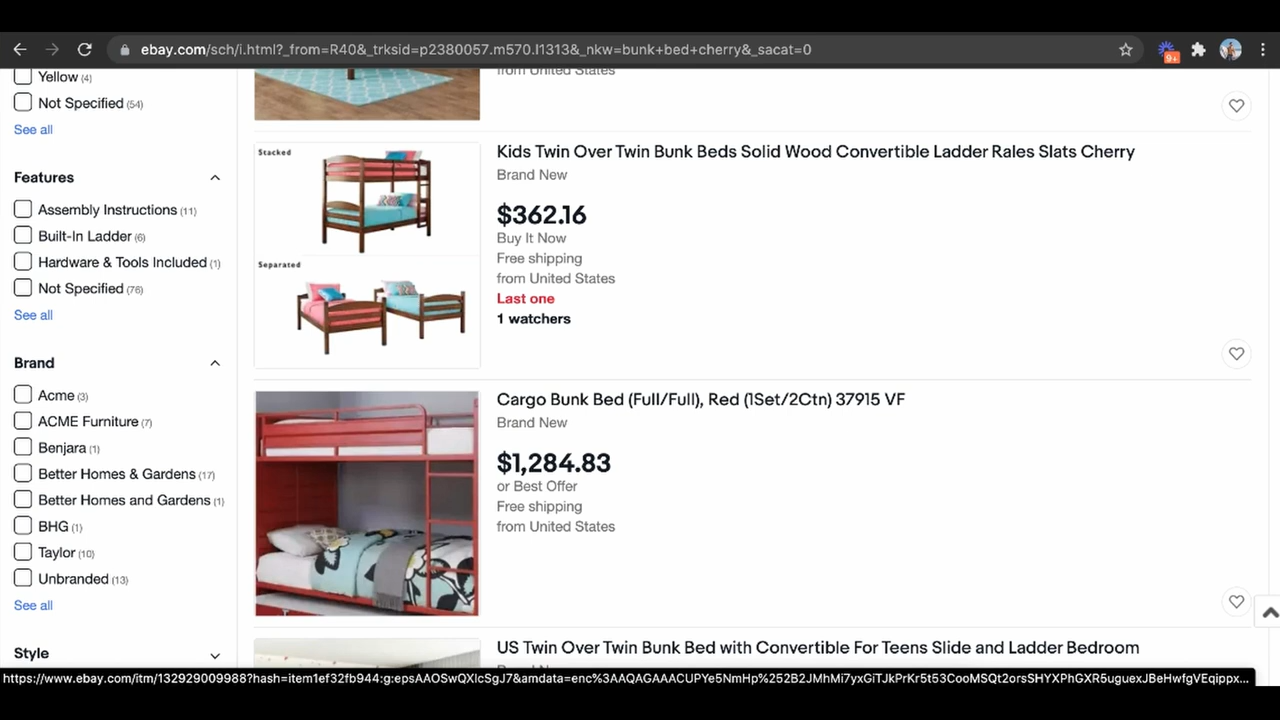 ebay.com/sch/i.html?_from=R40&_trksid=p2380057.m570.l1313&_nkw=bunk+bed+cherry&_sacat=0
9+
Yellow (4)
Not Specified (54)
See all
Features
Assembly Instructions (11)
Built-In Ladder (6)
Hardware & Tools Included (1)
Not Specified (76)
See all
Brand
Acme (3)
ACME Furniture (7)
Benjara (1)
Better Homes & Gardens (17)
Better Homes and Gardens (1)
BHG (1)
Taylor (10)
Unbranded (13)
See all
Style
from United States
Stacked
Separated
Kids Twin Over Twin Bunk Beds Solid Wood Convertible Ladder Rales Slats Cherry
Brand New
$362.16
Buy It Now
Free shipping
from United States
Last one
1 watchers
Cargo Bunk Bed (Full/Full), Red (1Set/2Ctn) 37915 VF
Brand New
$1,284.83
or Best Offer
Free shipping
from United States
US Twin Over Twin Bunk Bed with Convertible For Teens Slide and Ladder Bedroom
https://www.ebay.com/itm/132929009988?hash=item1ef32fb944:g:epsAAOSwQXlcSgJ7&amdata=enc%3AAQAGAAACUPYe5NmHp%252B2JMhMi7yxGiTJkPrKr5t53CooMSQt2orsSHYXPhGXR5uguexJBeHwfgVEqippx...